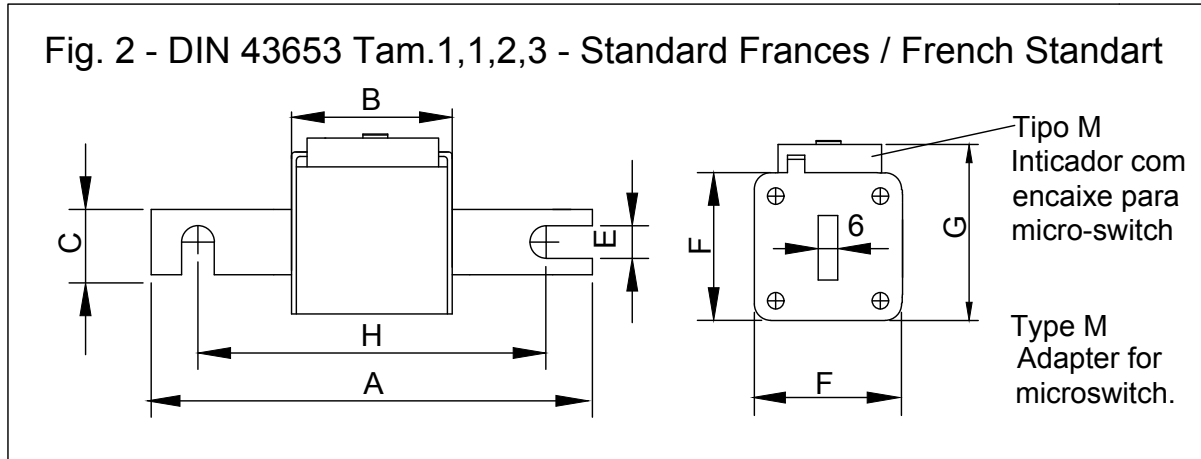 Fig. 2 - DIN 43653 Tam.1,1,2,3 - Standard Frances / French Standart
B
C
E
H
A
F
6
G
F
Tipo M
Inticador com
encaixe para
micro-switch
Type M
Adapter for
microswitch.